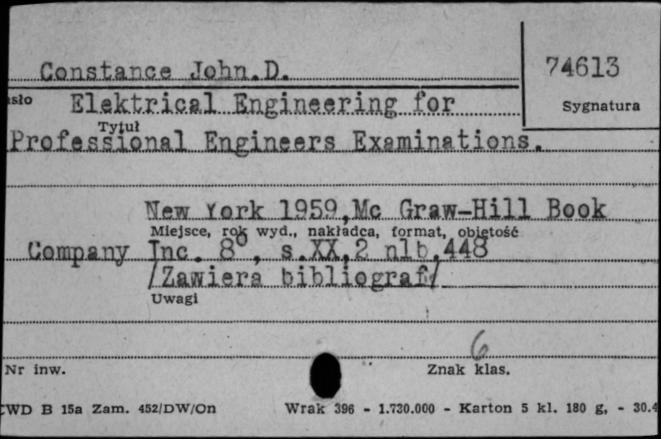 Constance John.D.
74613
sło
Elektrical Engineering for
Sygnatura
Tytuł
Professional Engineers Examinations.
New York 1959,Mc Graw-Hill Book
Miejsce, rok wyd., nakładca, format, objętość
Company Inc. 8°, s.XX,2 nlb,448
/Zawiera bibliograf/
Uwagi
6
Nr inw.
Znak klas.
CWD B 15a Zam. 452/DW/On Wrak 396 - 1.730.000 - Karton 5 kl. 180 g, - 30.4